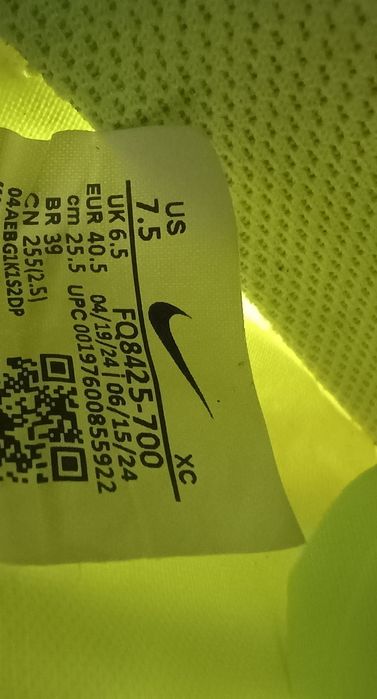 US
7.5
XC
UK 6.5 FQ8425-700
EUR 40.5 04/19/24 | 06/15/24
cm 25.5 UPC 00197600855922
BR 39
CN 255(2.5)
04AEBG1K1S2DP